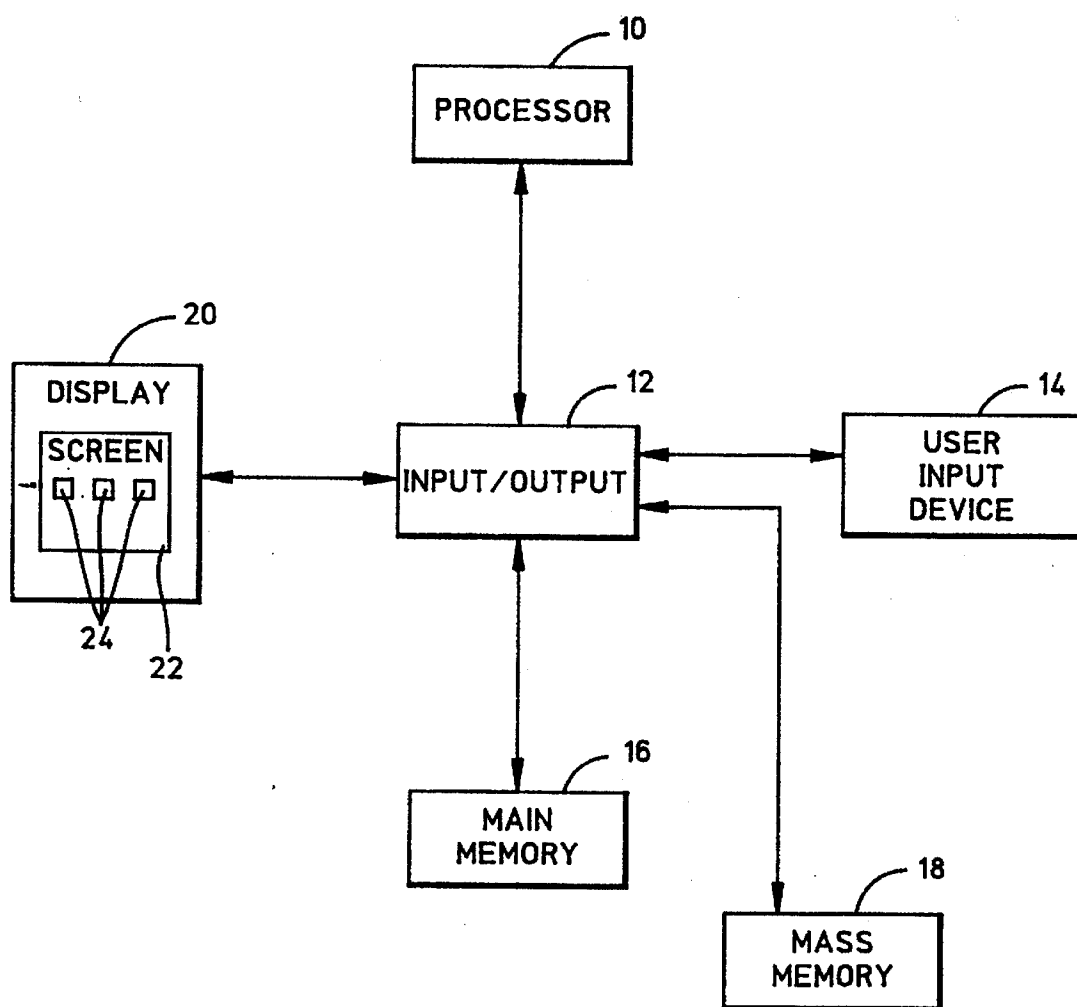 10
PROCESSOR
20
DISPLAY
SCREEN
24
22
12
INPUT/OUTPUT
14
USER
INPUT
DEVICE
16
MAIN
MEMORY
18
MASS
MEMORY